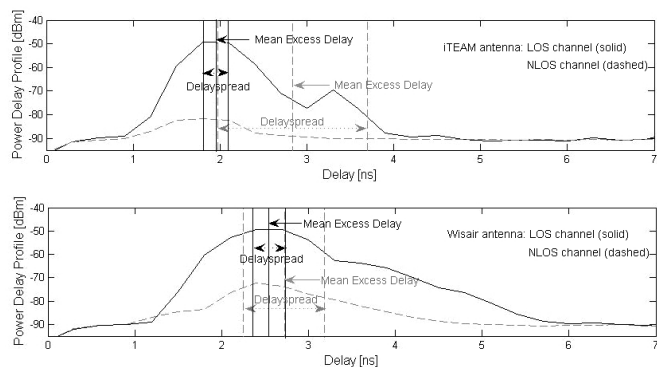 -40
-50
-60
-70
-80
-90
Power Delay Profile [dBm]
Mean Excess Delay
iTEAM antenna: LOS channel (solid)
NLOS channel (dashed)
Delayspread
Mean Excess Delay
Delayspread
0 1 2 3 4 5 6 7
Delay [ns]
-40
-50
-60
-70
-80
-90
Power Delay Profile [dBm]
Mean Excess Delay
Wisair antenna: LOS channel (solid)
NLOS channel (dashed)
Delayspread
Mean Excess Delay
Delayspread
0 1 2 3 4 5 6 7
Delay [ns]